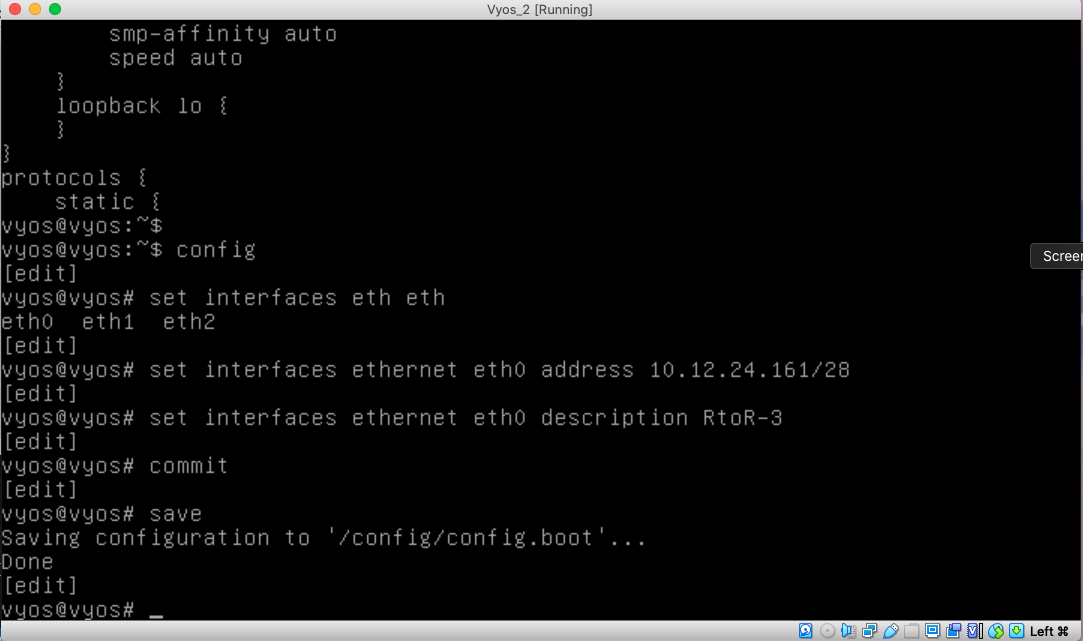 Vyos_2 [Running]
smp-affinity auto
speed auto
}
loopback lo {
}
}
protocols {
static {
vyos@vyos:~$
vyos@vyos:~$ config
[edit]
vyos@vyos# set interfaces eth eth
eth0 eth1 eth2
[edit]
vyos@vyos# set interfaces ethernet eth0 address 10.12.24.161/28
[edit]
vyos@vyos# set interfaces ethernet eth0 description RtoR-3
[edit]
vyos@vyos# commit
[edit]
vyos@vyos# save
Saving configuration to '/config/config.boot'...
Done
[edit]
vyos@vyos# _
Screen
Left ⌘